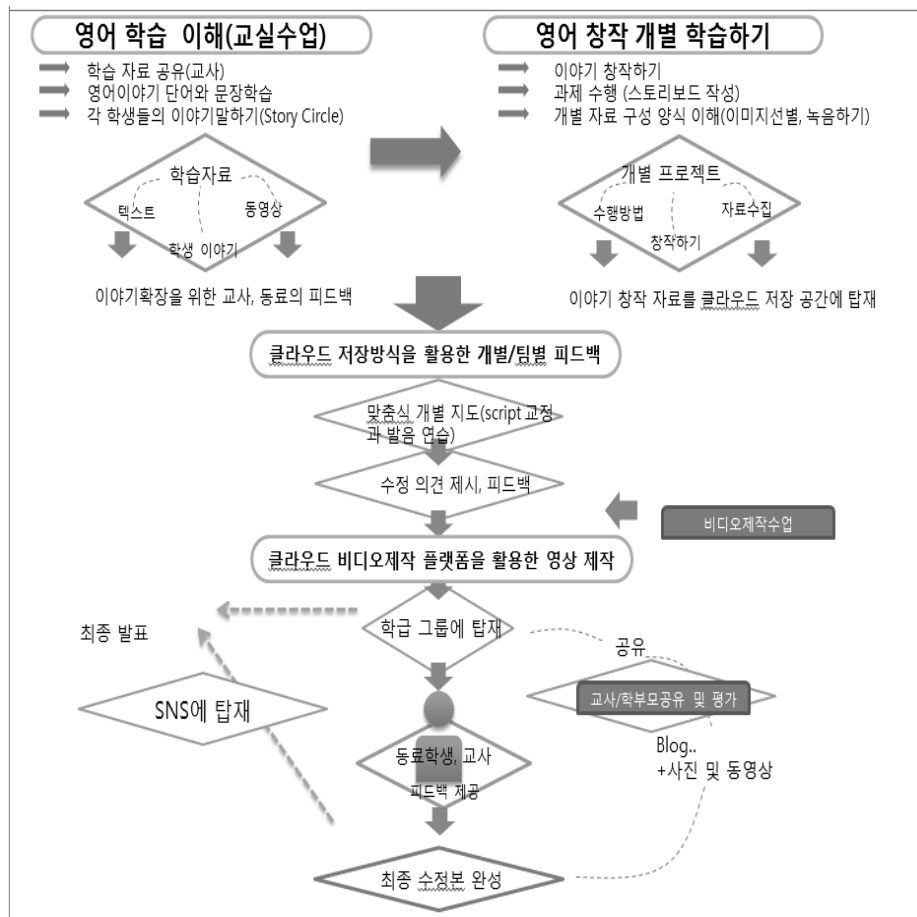 영어 학습 이해(교실수업)
학습 자료 공유(교사)
영어이야기 단어와 문장학습
각 학생들의 이야기말하기(Story Circle)
학습자료
텍스트
동영상
학생 이야기
이야기확장을 위한 교사, 동료의 피드백
영어 창작 개별 학습하기
이야기 창작하기
과제 수행 (스토리보드 작성)
개별 자료 구성 양식 이해(이미지선별, 녹음하기)
개별 프로젝트
수행방법
자료수집
창작하기
이야기 창작 자료를 클라우드 저장 공간에 탑재
클라우드 저장방식을 활용한 개별/팀별 피드백
맞춤식 개별 지도(script 교정
과 발음 연습)
수정 의견 제시, 피드백
비디오제작수업
클라우드 비디오제작 플랫폼을 활용한 영상 제작
학급 그룹에 탑재
최종 발표
공유
SNS에 탑재
교사/학부모공유 및 평가
동료학생, 교사
피드백 제공
Blog..
+사진 및 동영상
최종 수정본 완성